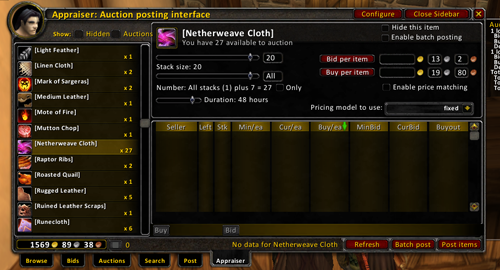 Appraiser: Auction posting interface
Configure
Close Sidebar
Show:
Hidden
Auctions
[Light Feather]
x 1
[Linen Cloth]
x 2
[Mark of Sargeras]
x 2
[Medium Leather]
x 1
[Mote of Fire]
x 1
[Mutton Chop]
x 1
[Netherweave Cloth]
x 27
[Raptor Ribs]
x 2
[Roasted Quail]
x 1
[Rugged Leather]
x 5
[Ruined Leather Scraps]
x 1
[Runecloth]
x 6
[Netherweave Cloth]
You have 27 available to auction
Hide this item
Enable batch posting
20
Stack size: 20
All
Number: All stacks (1) plus 7 = 27
Only
Duration: 48 hours
Bid per item
13
2
Buy per item
19
80
Enable price matching
Pricing model to use:
fixed
Seller Left Stk Min/ea Cur/ea Buy/ea MinBid CurBid Buyout
Buy
Bid
1569 89 38
0
No data for Netherweave Cloth
Refresh
Batch post
Post items
Browse
Bids
Auctions
Search
Post
Appraiser